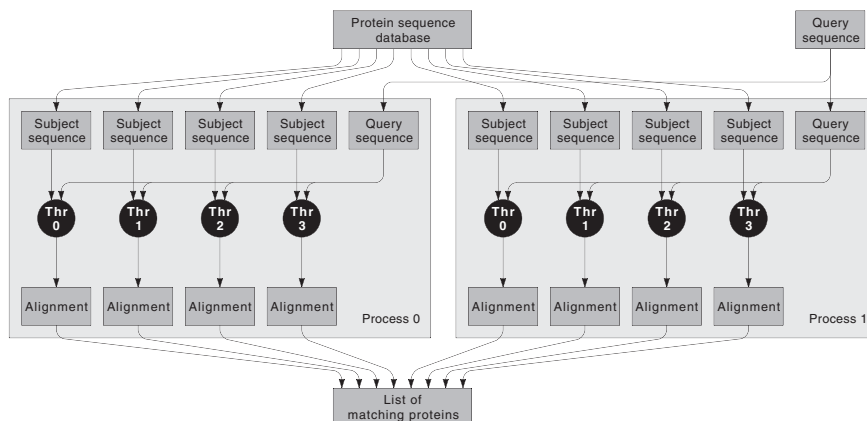 Protein sequence
database
Query
sequence
Subject
sequence
Subject
sequence
Subject
sequence
Subject
sequence
Query
sequence
Subject
sequence
Subject
sequence
Subject
sequence
Subject
sequence
Query
sequence
Thr
0
Thr
1
Thr
2
Thr
3
Thr
0
Thr
1
Thr
2
Thr
3
Alignment
Alignment
Alignment
Alignment
Process 0
Alignment
Alignment
Alignment
Alignment
Process 1
List of
matching proteins